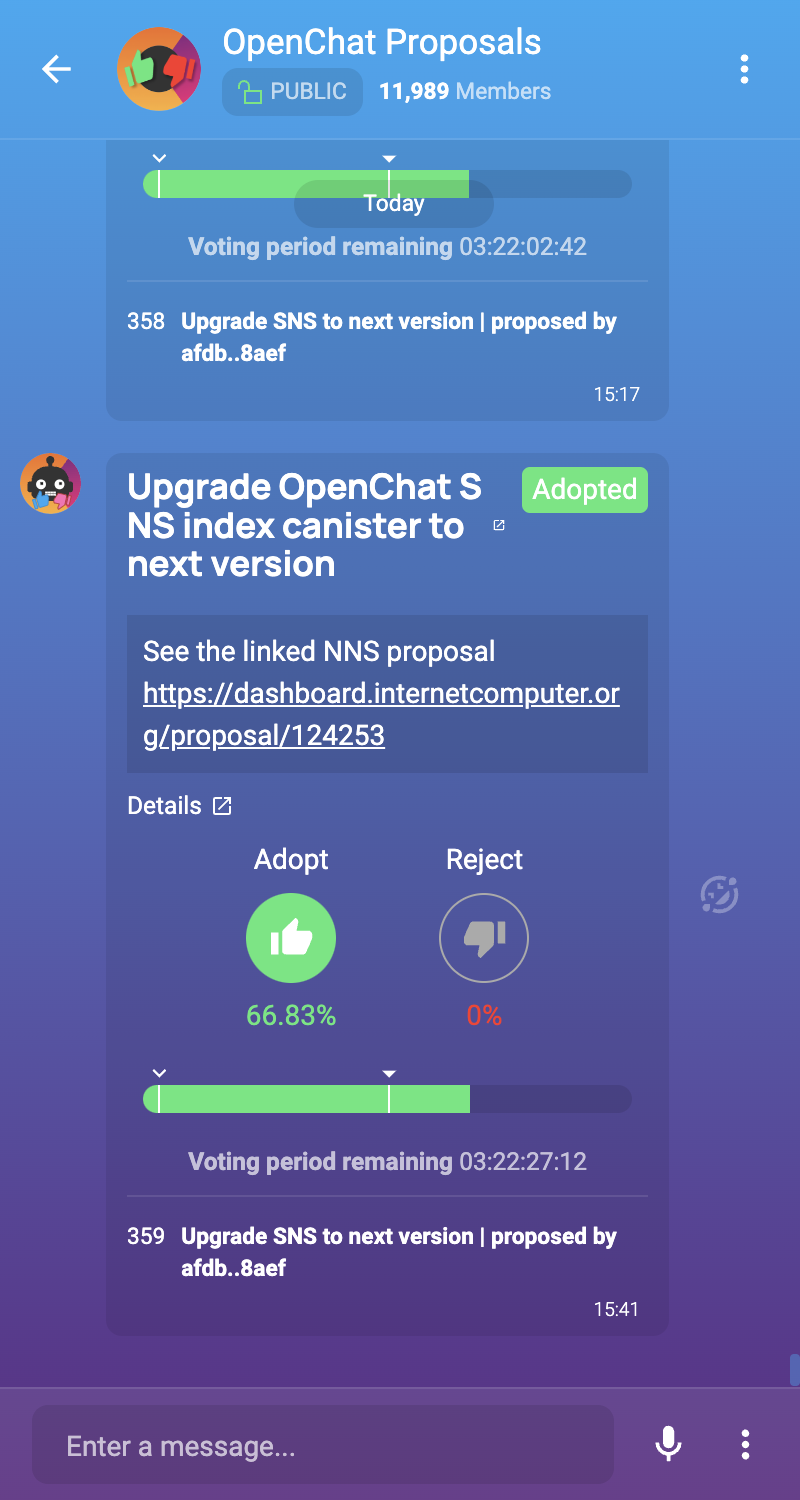 OpenChat Proposals
PUBLIC 11,989 Members
Today
Voting period remaining 03:22:02:42
358 Upgrade SNS to next version | proposed by
afdb..8aef
15:17
Upgrade OpenChat S
NS index canister to
next version
Adopted
See the linked NNS proposal
https://dashboard.internetcomputer.or
g/proposal/124253
Details
Adopt Reject
66.83% 0%
Voting period remaining 03:22:27:12
359 Upgrade SNS to next version | proposed by
afdb..8aef
15:41
Enter a message...